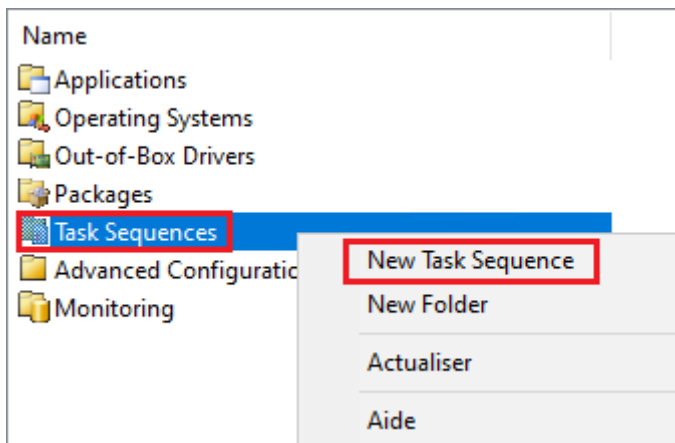 Name
Applications
Operating Systems
Out-of-Box Drivers
Packages
Task Sequences
Advanced Configuratio
Monitoring
New Task Sequence
New Folder
Actualiser
Aide